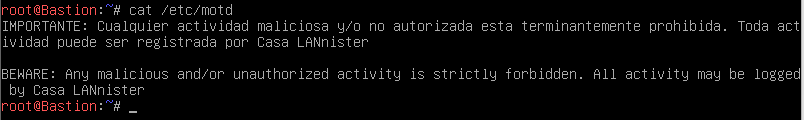 root@Bastion:~# cat /etc/motd
IMPORTANTE: Cualquier actividad maliciosa y/o no autorizada esta terminantemente prohibida. Toda act
ividad puede ser registrada por Casa LANnister
BEWARE: Any malicious and/or unauthorized activity is strictly forbidden. All activity may be logged
by Casa LANnister
root@Bastion:~# _